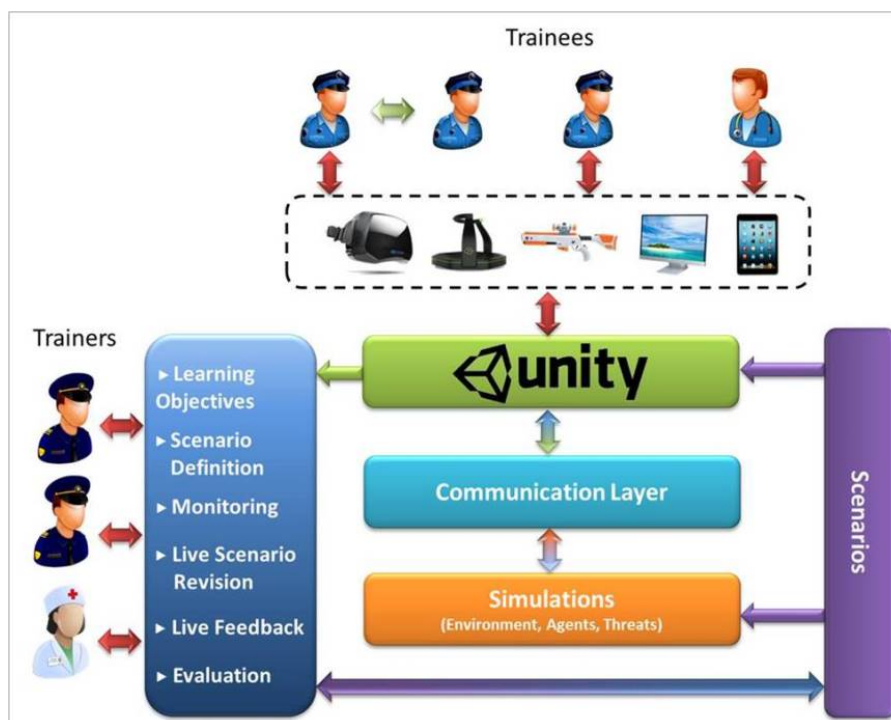 Trainees
Trainers
► Learning
Objectives
► Scenario
Definition
► Monitoring
► Live Scenario
Revision
► Live Feedback
► Evaluation
unity
Communication Layer
Simulations
(Environment, Agents, Threats)
Scenarios